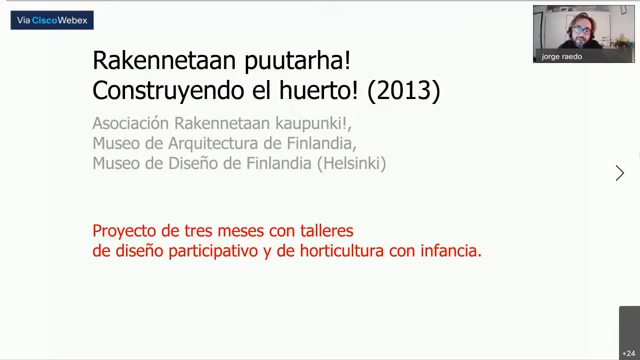 Via Cisco Webex
Rakennetaan puutarha!
Construyendo el huerto! (2013)
Asociación Rakennetaan kaupunki!,
Museo de Arquitectura de Finlandia,
Museo de Diseño de Finlandia (Helsinki)
Proyecto de tres meses con talleres
de diseño participativo y de horticultura con infancia.
jorge raedo
+24